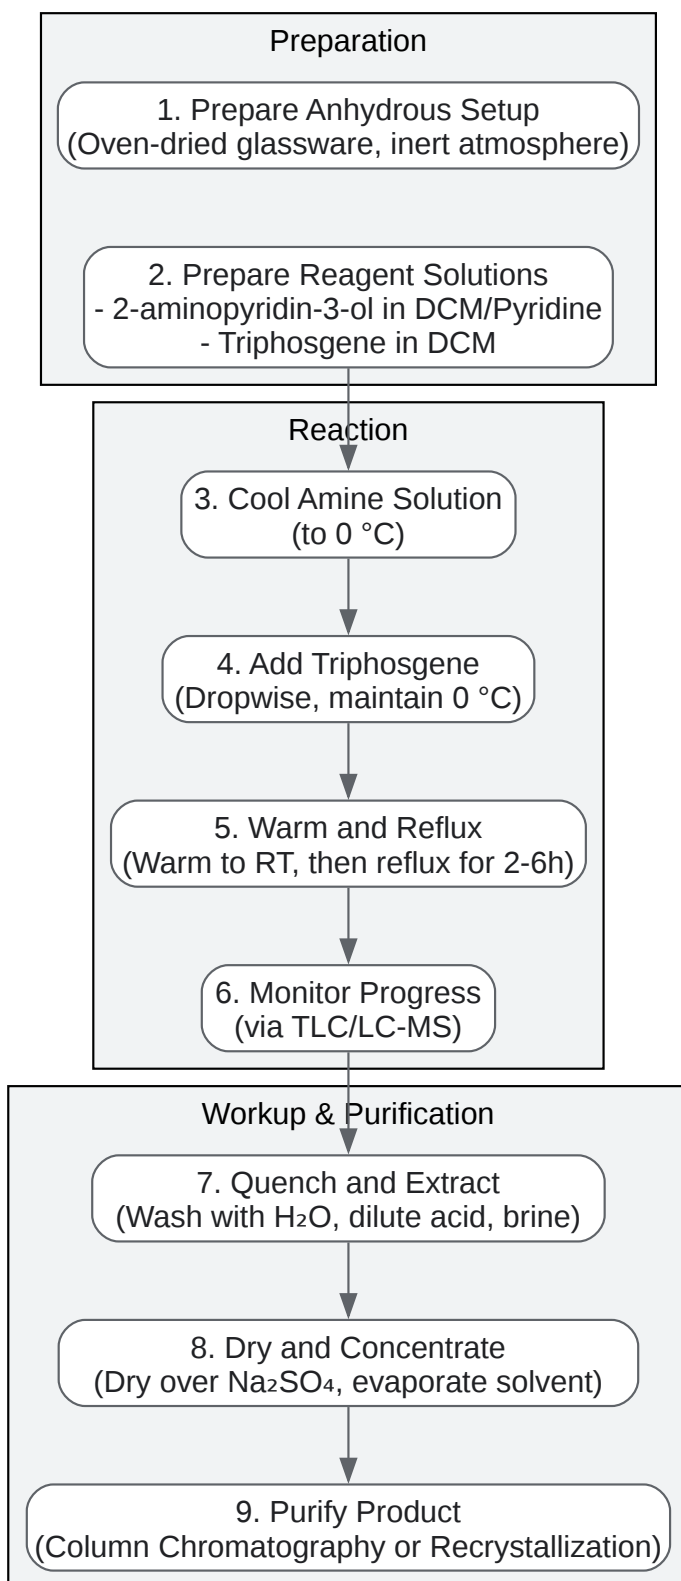 Preparation
1. Prepare Anhydrous Setup
(Oven-dried glassware, inert atmosphere)
2. Prepare Reagent Solutions
- 2-aminopyridin-3-ol in DCM/Pyridine
- Triphosgene in DCM
Reaction
3. Cool Amine Solution
(to 0 °C)
4. Add Triphosgene
(Dropwise, maintain 0 °C)
5. Warm and Reflux
(Warm to RT, then reflux for 2-6h)
6. Monitor Progress
(via TLC/LC-MS)
Workup & Purification
7. Quench and Extract
(Wash with H₂O, dilute acid, brine)
8. Dry and Concentrate
(Dry over Na₂SO₄, evaporate solvent)
9. Purify Product
(Column Chromatography or Recrystallization)